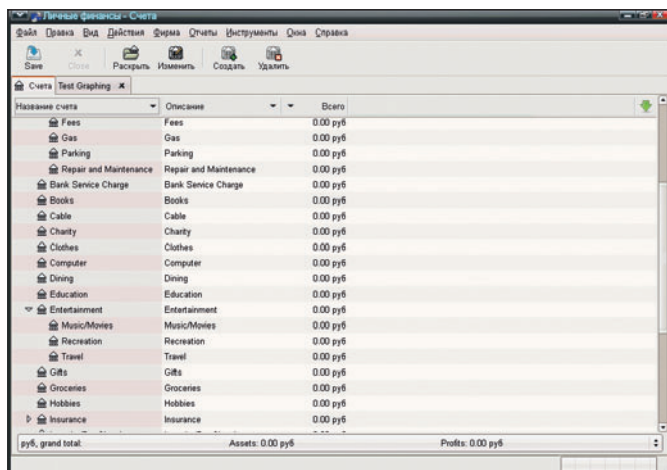 Личные финансы - Счета
Файл Правка Вид Действия Фирма Отчеты Инструменты Окна Справка
Save Close Раскрыть Изменить Создать Удалить
Счета Test Graphing
Название счета Описание Всего
Fees Fees 0.00 руб
Gas Gas 0.00 руб
Parking Parking 0.00 руб
Repair and Maintenance Repair and Maintenance 0.00 руб
Bank Service Charge Bank Service Charge 0.00 руб
Books Books 0.00 руб
Cable Cable 0.00 руб
Charity Charity 0.00 руб
Clothes Clothes 0.00 руб
Computer Computer 0.00 руб
Dining Dining 0.00 руб
Education Education 0.00 руб
Entertainment Entertainment 0.00 руб
Music/Movies Music/Movies 0.00 руб
Recreation Recreation 0.00 руб
Travel Travel 0.00 руб
Gifts Gifts 0.00 руб
Groceries Groceries 0.00 руб
Hobbies Hobbies 0.00 руб
Insurance Insurance 0.00 руб
руб, grand total: Assets: 0.00 руб Profits: 0.00 руб